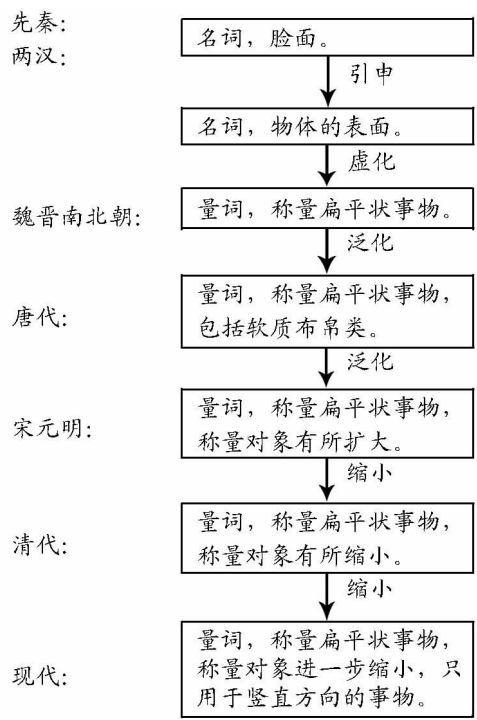 先秦：
两汉：
名词，脸面。
引申
名词，物体的表面。
虚化
魏晋南北朝：
量词，称量扁平状事物。
泛化
唐代：
量词，称量扁平状事物，
包括软质布帛类。
泛化
宋元明：
量词，称量扁平状事物，
称量对象有所扩大。
缩小
清代：
量词，称量扁平状事物，
称量对象有所缩小。
缩小
现代：
量词，称量扁平状事物，
称量对象进一步缩小，只
用于竖直方向的事物。